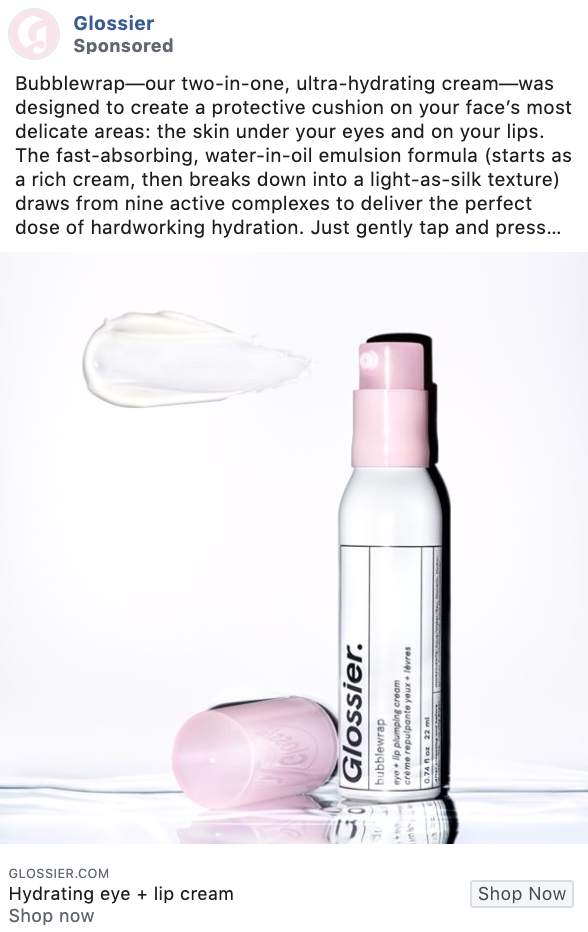 Glossier
Sponsored
Bubblewrap—our two-in-one, ultra-hydrating cream—was
designed to create a protective cushion on your face’s most
delicate areas: the skin under your eyes and on your lips.
The fast-absorbing, water-in-oil emulsion formula (starts as
a rich cream, then breaks down into a light-as-silk texture)
draws from nine active complexes to deliver the perfect
dose of hardworking hydration. Just gently tap and press...
Glossier.
bubblewrap
eye + lip plumping cream
crème repulpante yeux + lèvres
0.74 fl oz 22 ml
GLOSSIER.COM
Hydrating eye + lip cream
Shop now
Shop Now